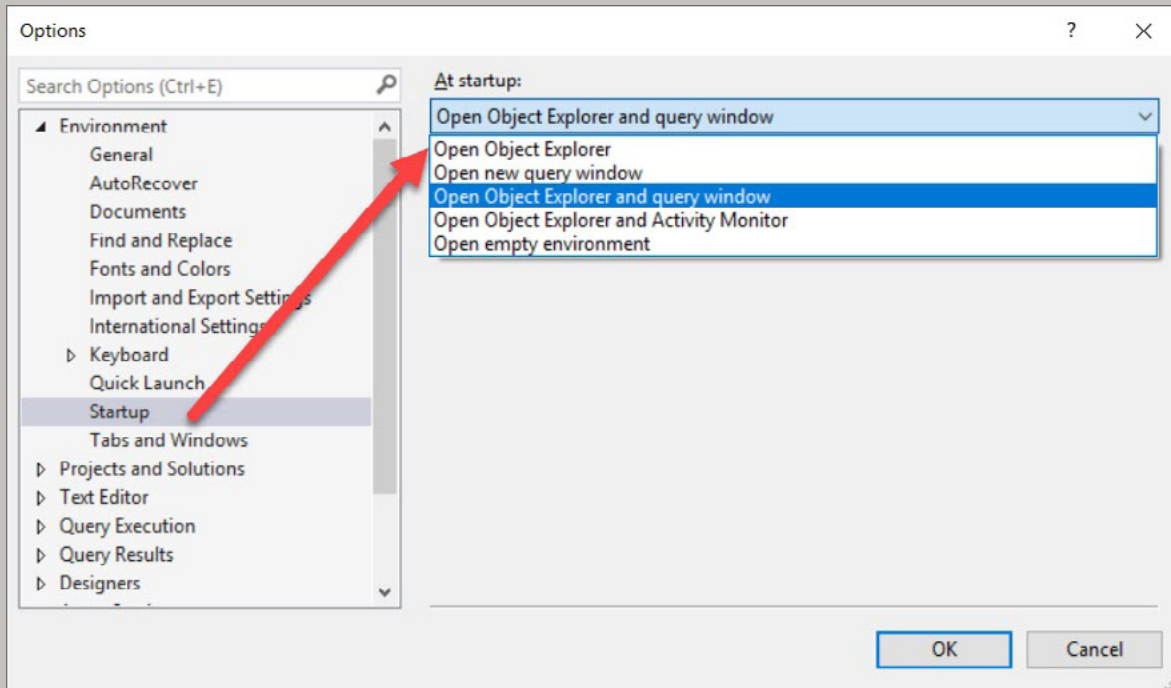 Options
?
Search Options (Ctrl+E)
Environment
General
AutoRecover
Documents
Find and Replace
Fonts and Colors
Import and Export Settings
International Settings
Keyboard
Quick Launch
Startup
Tabs and Windows
Projects and Solutions
Text Editor
Query Execution
Query Results
Designers
At startup:
Open Object Explorer and query window
Open Object Explorer
Open new query window
Open Object Explorer and query window
Open Object Explorer and Activity Monitor
Open empty environment
OK
Cancel